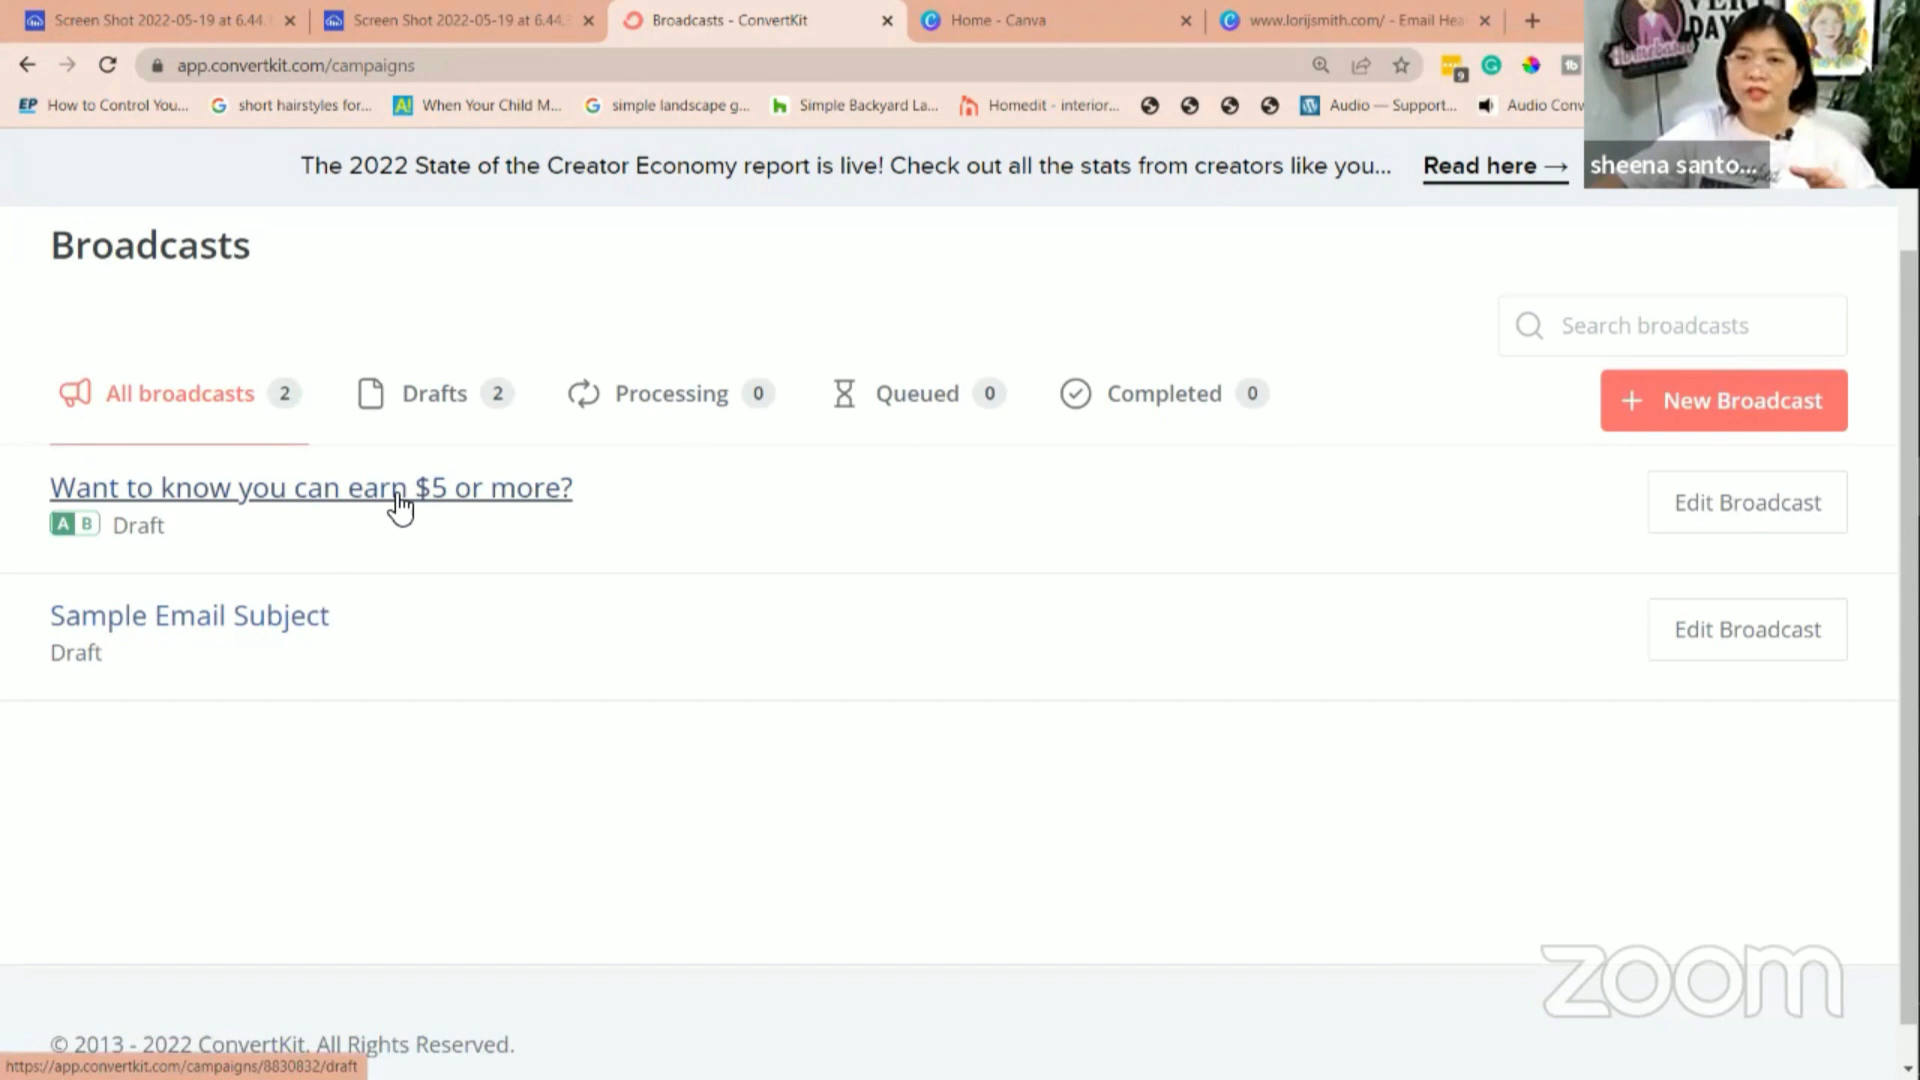 Screen Shot 2022-05-19 at 6.44.
Screen Shot 2022-05-19 at 6.44.
Broadcasts - ConvertKit
Home - Canva
www.lorijsmith.com/ - Email Hea
app.convertkit.com/campaigns
9
EP How to Control You...
short hairstyles for...
When Your Child M...
simple landscape g...
Simple Backyard La...
Homedit - interior...
Audio — Support...
Audio Conv
sheena santo...
The 2022 State of the Creator Economy report is live! Check out all the stats from creators like you... Read here →
Broadcasts
Search broadcasts
All broadcasts 2 Drafts 2 Processing 0 Queued 0 Completed 0
+ New Broadcast
Want to know you can earn $5 or more?
A B Draft
Edit Broadcast
Sample Email Subject
Draft
Edit Broadcast
zoom
© 2013 - 2022 ConvertKit. All Rights Reserved.
https://app.convertkit.com/campaigns/8830832/draft